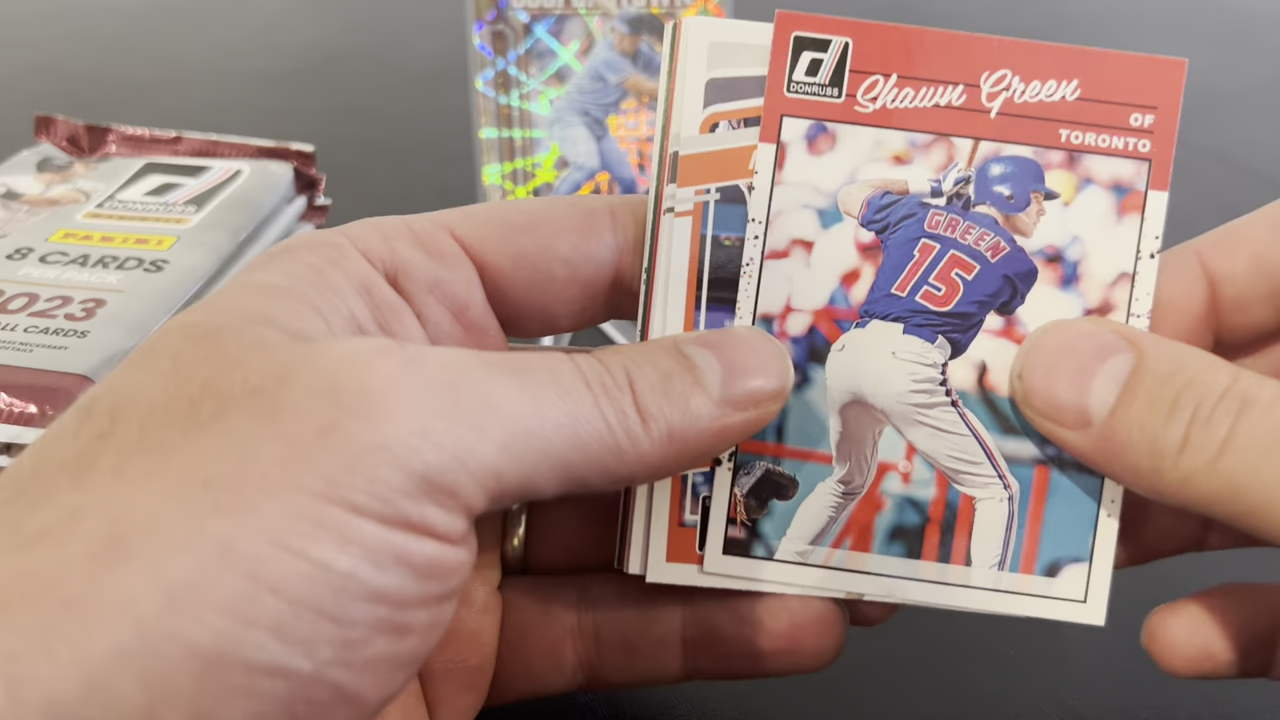 DONRUSS
Shawn Green
OF
TORONTO
GREEN
15
DONRUSS
PANINI
8 CARDS
PER PACK
2023